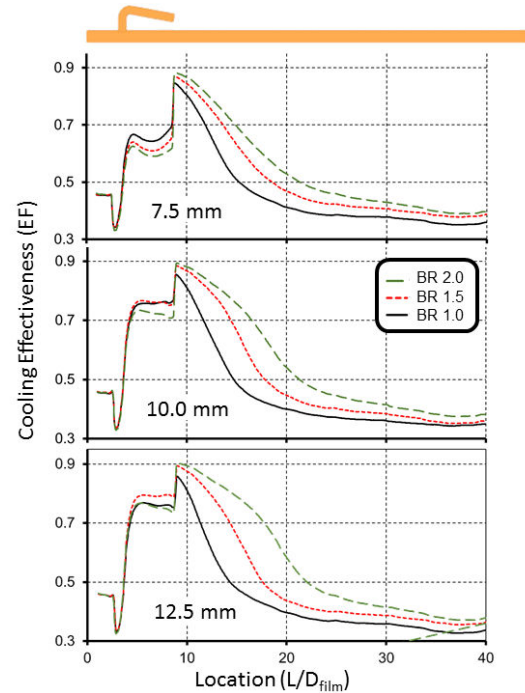 0.9
0.7
0.5
0.3
7.5 mm
0.9
0.7
0.5
0.3
10.0 mm
BR 2.0
BR 1.5
BR 1.0
0.9
0.7
0.5
0.3
12.5 mm
0 10 20 30 40
Cooling Effectiveness (EF)
Location (L/Dfilm)